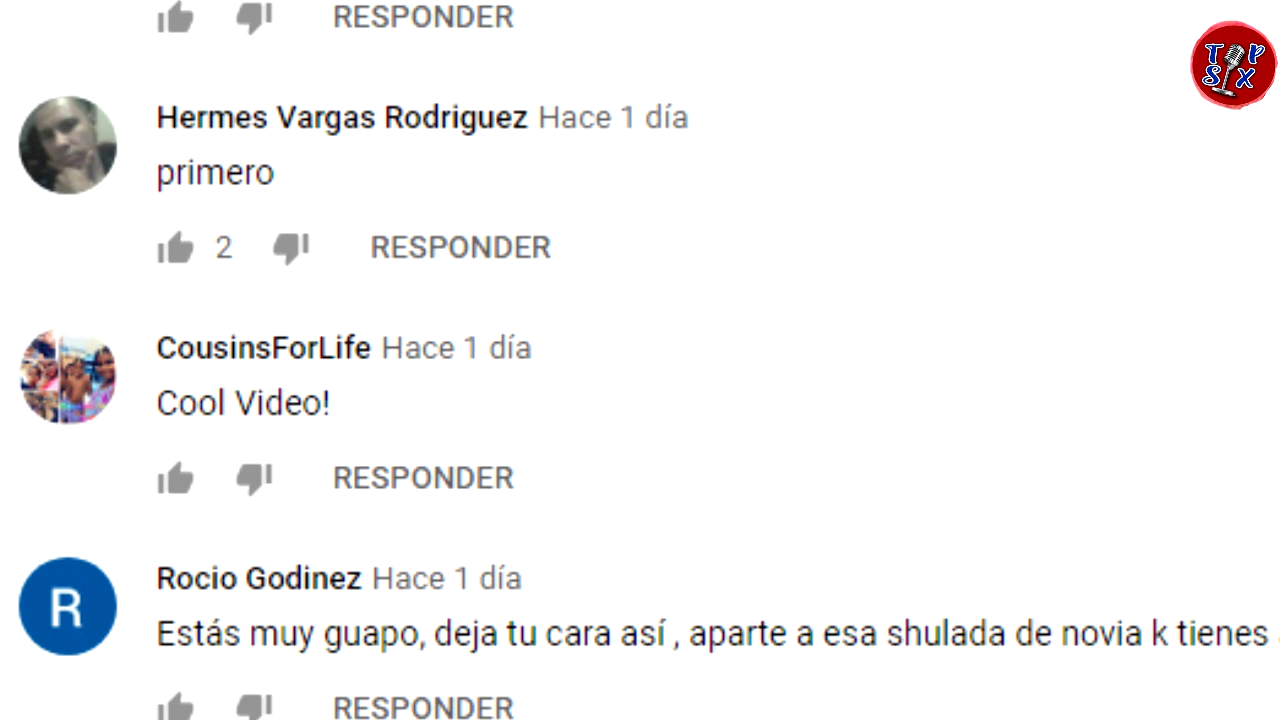 RESPONDER
Hermes Vargas Rodriguez Hace 1 día
primero
2 RESPONDER
CousinsForLife Hace 1 día
Cool Video!
RESPONDER
R
Rocio Godinez Hace 1 día
Estás muy guapo, deja tu cara así , aparte a esa shulada de novia k tienes
RESPONDER
T P
S X